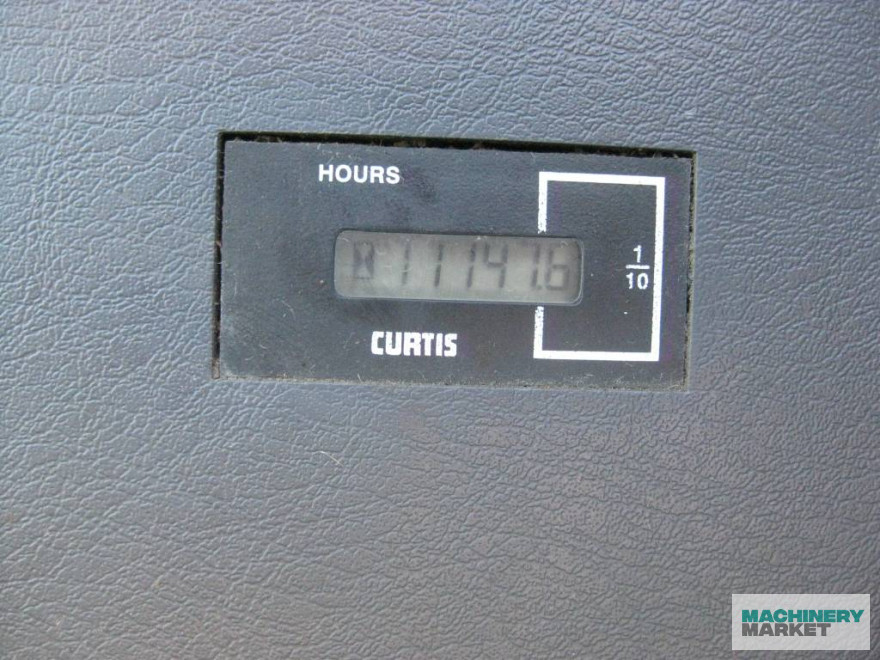 HOURS
11141.6
1/10
CURTIS
MACHINERY
MARKET